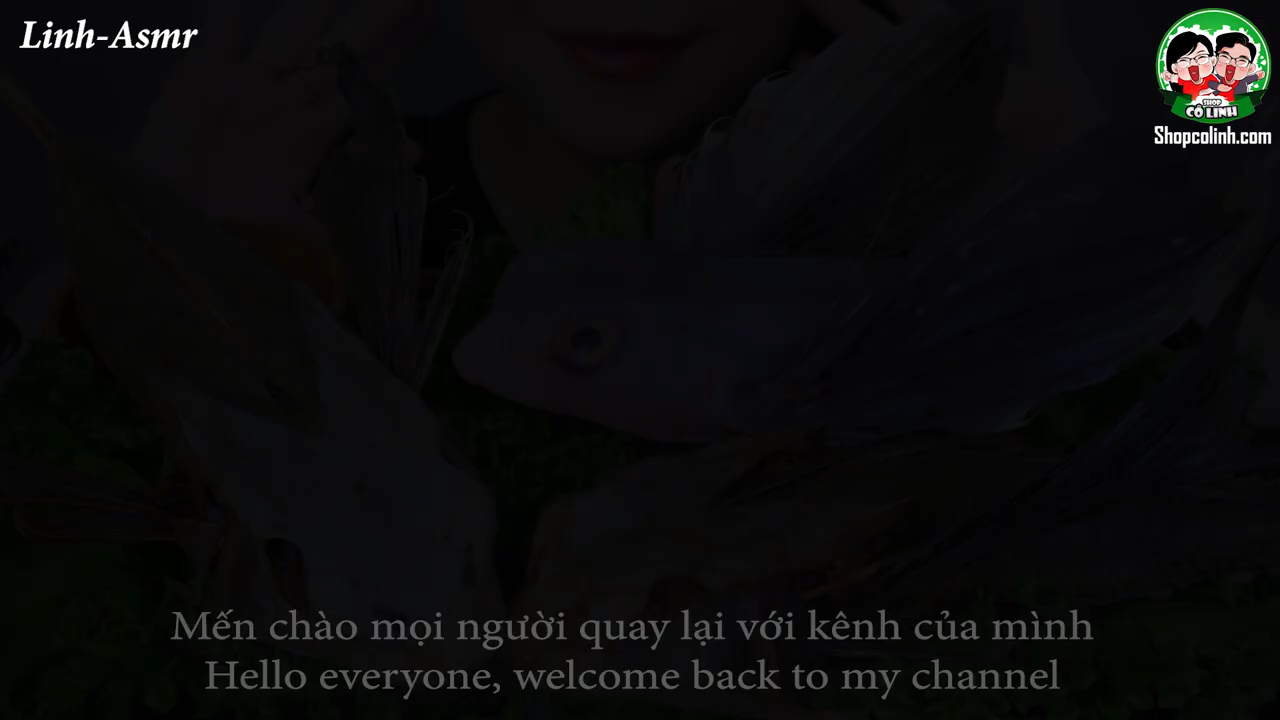 Linh-Asmr
SHOP
CÔ LINH
Shopcolinh.com
Mến chào mọi người quay lại với kênh của mình
Hello everyone, welcome back to my channel